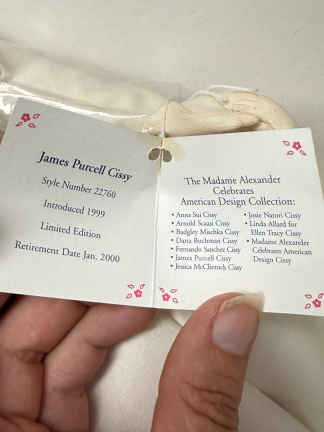 James Purcell Cissy
Style Number 22760
Introduced 1999
Limited Edition
Retirement Date Jan. 2000
The Madame Alexander
Celebrates
American Design Collection:
• Anna Sui Cissy
• Arnold Scaasi Cissy
• Badgley Mischka Cissy
• Dana Buchman Cissy
• Fernando Sanchez Cissy
• James Purcell Cissy
• Jessica McClintock Cissy
• Josie Natori Cissy
• Linda Allard for
Ellen Tracy Cissy
• Madame Alexander
Celebrates American
Design Cissy